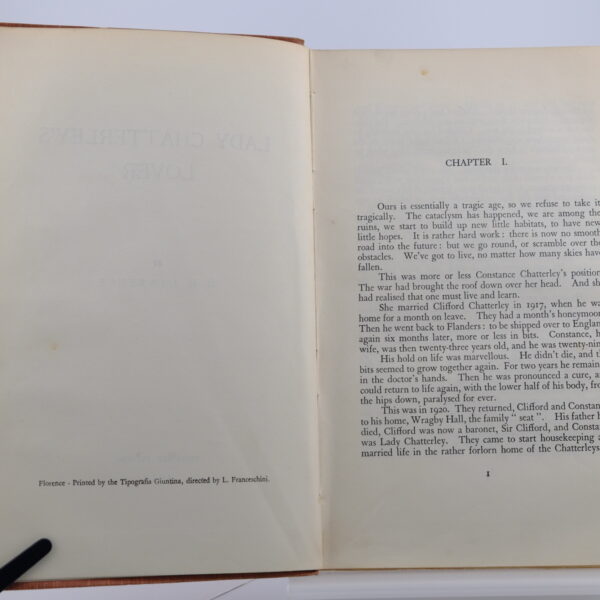 LADY CHATTERLEY'S
LOVER
BY
Florence - Printed by the Tipografia Giuntina, directed by L. Franceschini.
CHAPTER I.
Ours is essentially a tragic age, so we refuse to take it
tragically. The cataclysm has happened, we are among the
ruins, we start to build up new little habitats, to have new
little hopes. It is rather hard work : there is now no smooth
road into the future : but we go round, or scramble over the
obstacles. We've got to live, no matter how many skies have
fallen.
This was more or less Constance Chatterley's position.
The war had brought the roof down over her head. And she
had realised that one must live and learn.
She married Clifford Chatterley in 1917, when he was
home for a month on leave. They had a month's honeymoon.
Then he went back to Flanders : to be shipped over to England
again six months later, more or less in bits. Constance, h
wife, was then twenty-three years old, and he was twenty-nine
His hold on life was marvellous. He didn't die, and th
bits seemed to grow together again. For two years he remain
in the doctor's hands. Then he was pronounced a cure, a
could return to life again, with the lower half of his body, from
the hips down, paralysed for ever.
This was in 1920. They returned, Clifford and Constan
to his home, Wragby Hall, the family " seat ". His father h
died, Clifford was now a baronet, Sir Clifford, and Consta
was Lady Chatterley. They came to start housekeeping a
married life in the rather forlorn home of the Chatterleys
1